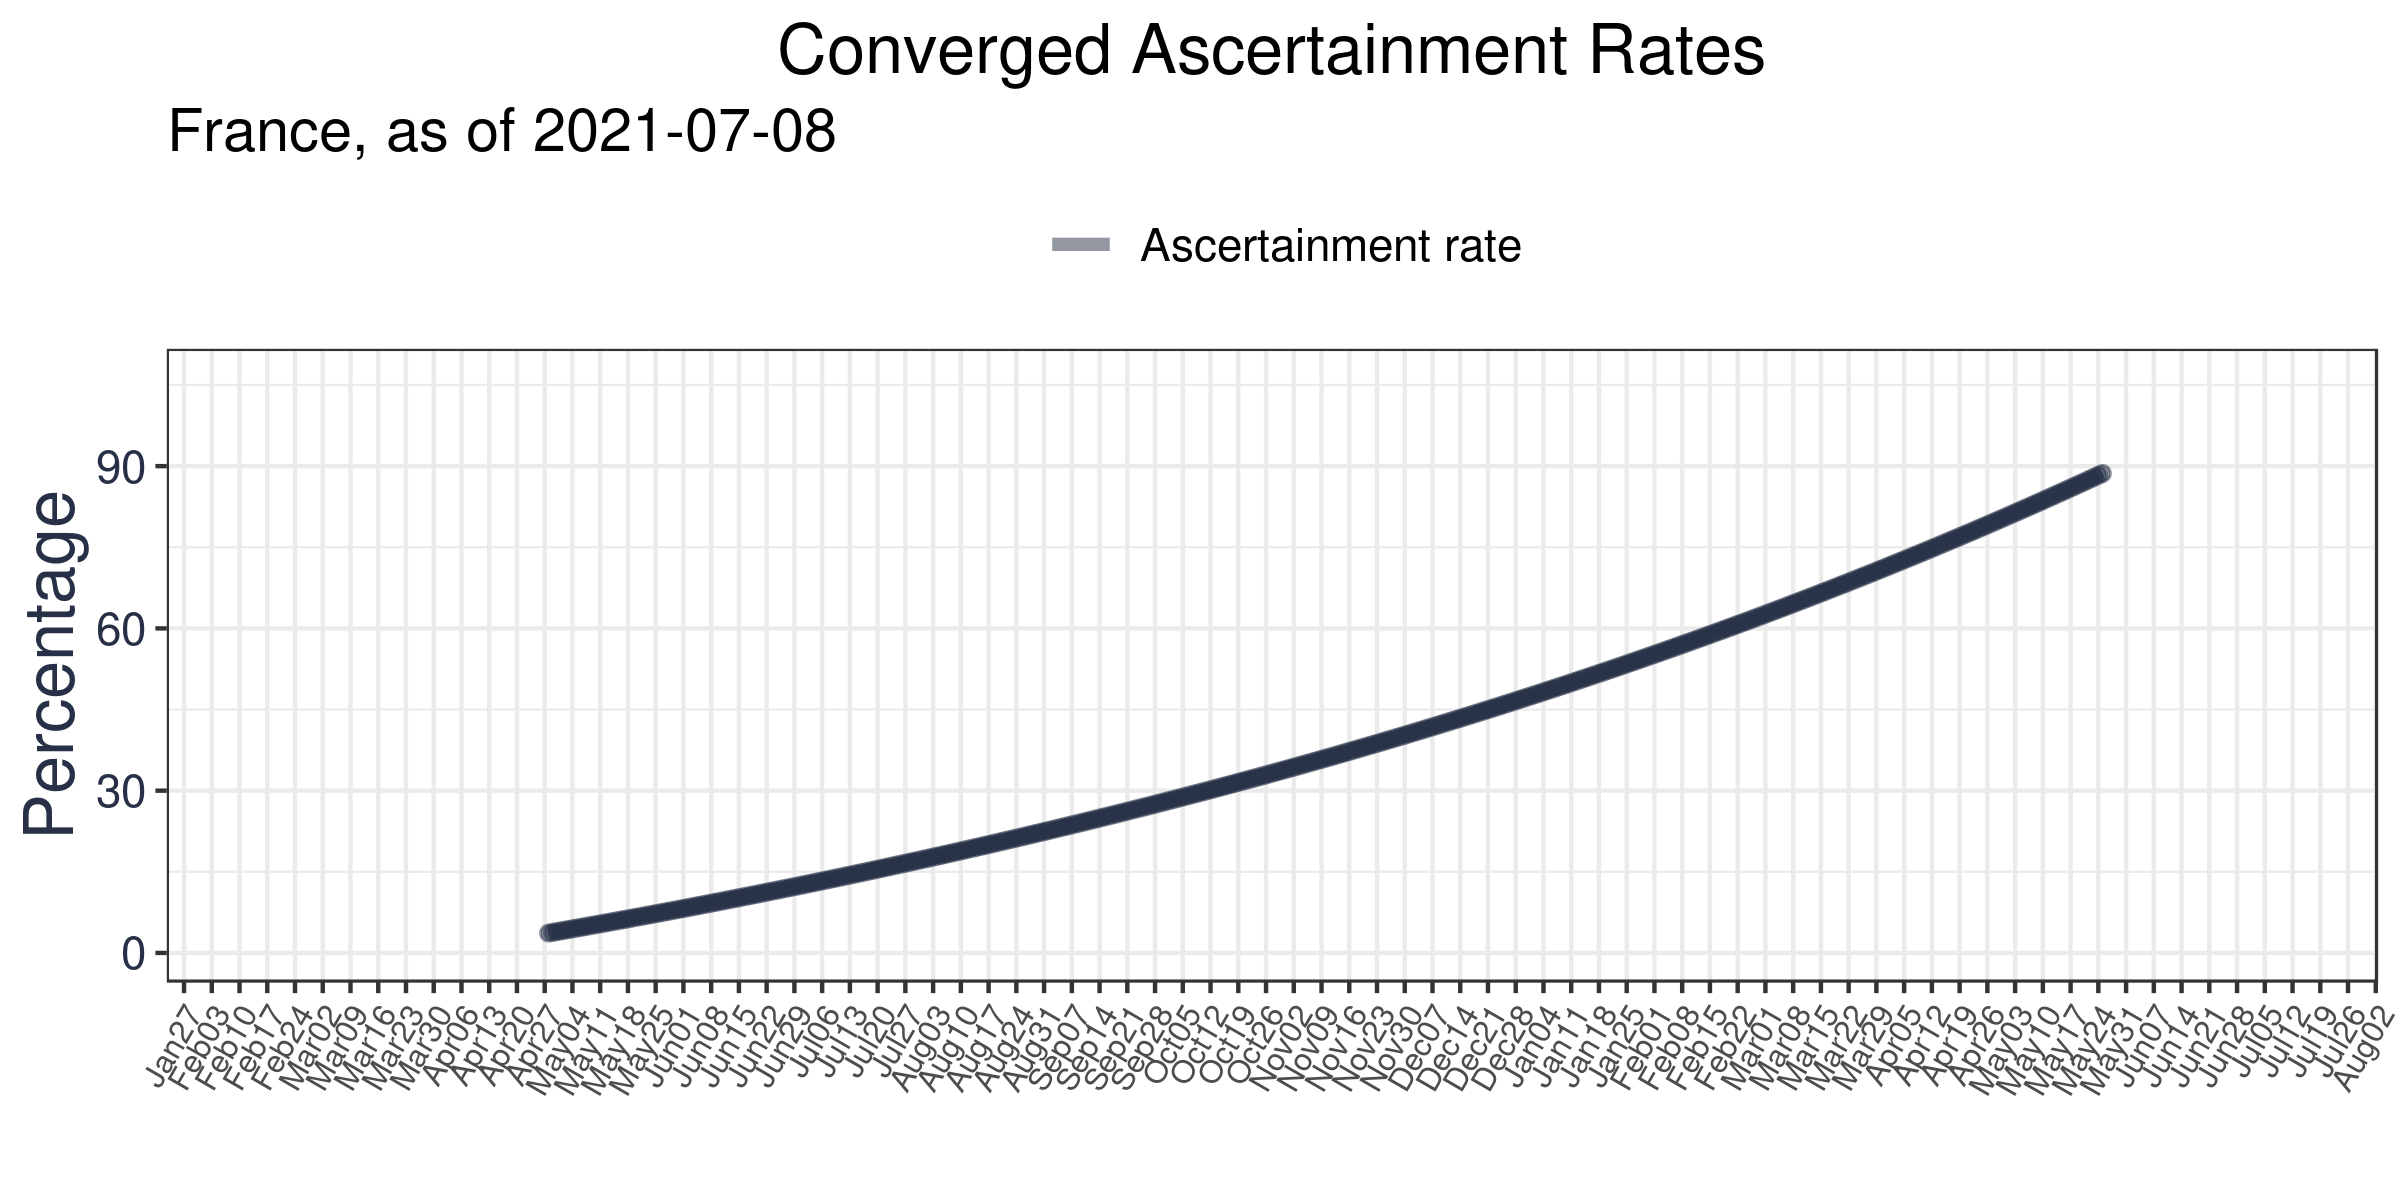 Converged Ascertainment Rates
France, as of 2021-07-08
Ascertainment rate
Percentage
90
60
30
0
Jan27
Feb03
Feb10
Feb17
Feb24
Mar02
Mar09
Mar16
Mar23
Mar30
Apr06
Apr13
Apr20
Apr27
May04
May11
May18
May25
Jun01
Jun08
Jun15
Jun22
Jun29
Jul06
Jul13
Jul20
Jul27
Aug03
Aug10
Aug17
Aug24
Aug31
Sep07
Sep14
Sep21
Sep28
Oct05
Oct12
Oct19
Oct26
Nov02
Nov09
Nov16
Nov23
Nov30
Dec07
Dec14
Dec21
Dec28
Jan04
Jan11
Jan18
Jan25
Feb01
Feb08
Feb15
Feb22
Mar01
Mar08
Mar15
Mar22
Mar29
Apr05
Apr12
Apr19
Apr26
May03
May10
May17
May24
May31
Jun07
Jun14
Jun21
Jun28
Jul05
Jul12
Jul19
Jul26
Aug02